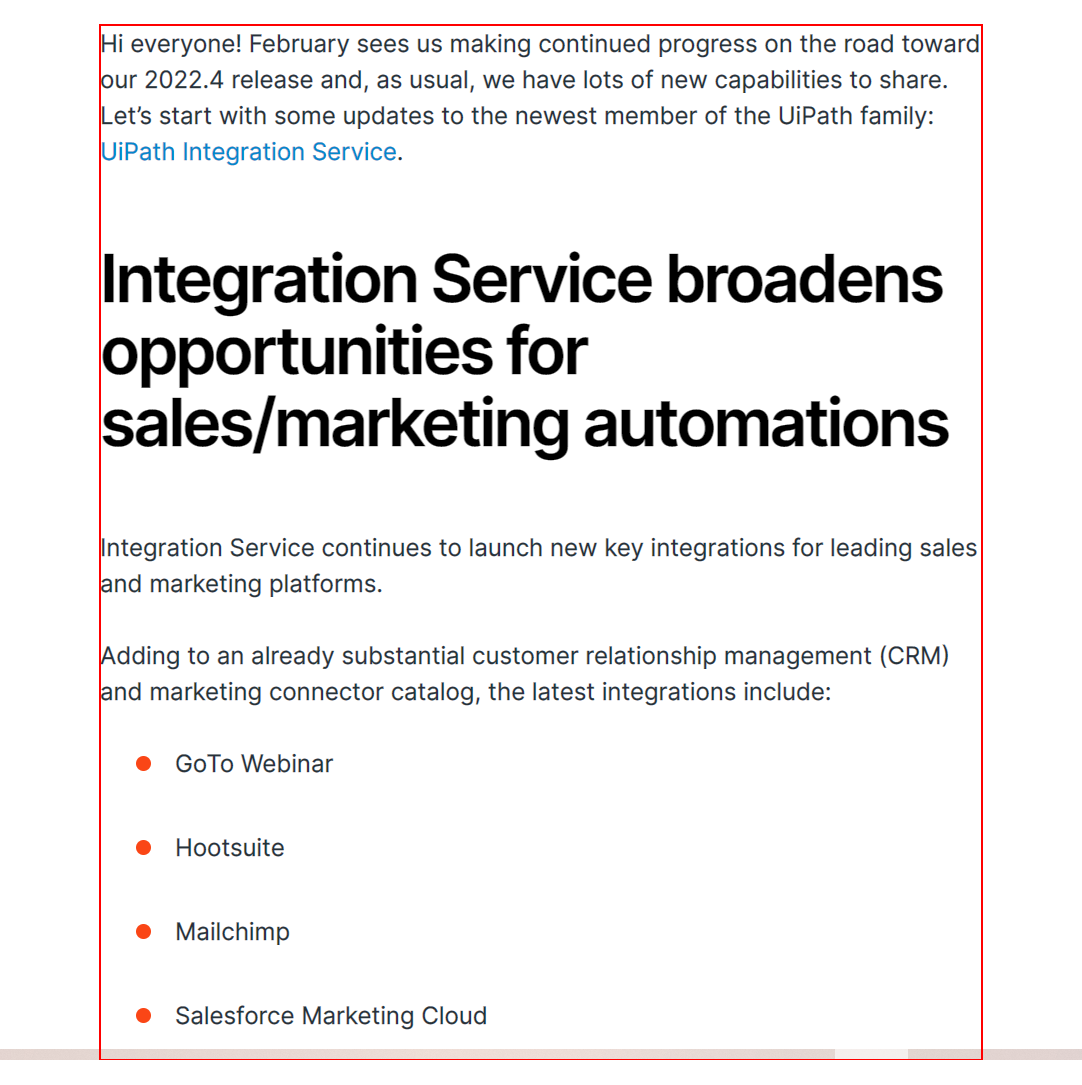 Hi everyone! February sees us making continued progress on the road toward
our 2022.4 release and, as usual, we have lots of new capabilities to share.
Let’s start with some updates to the newest member of the UiPath family:
UiPath Integration Service.
Integration Service broadens
opportunities for
sales/marketing automations
Integration Service continues to launch new key integrations for leading sales
and marketing platforms.
Adding to an already substantial customer relationship management (CRM)
and marketing connector catalog, the latest integrations include:
GoTo Webinar
Hootsuite
Mailchimp
Salesforce Marketing Cloud